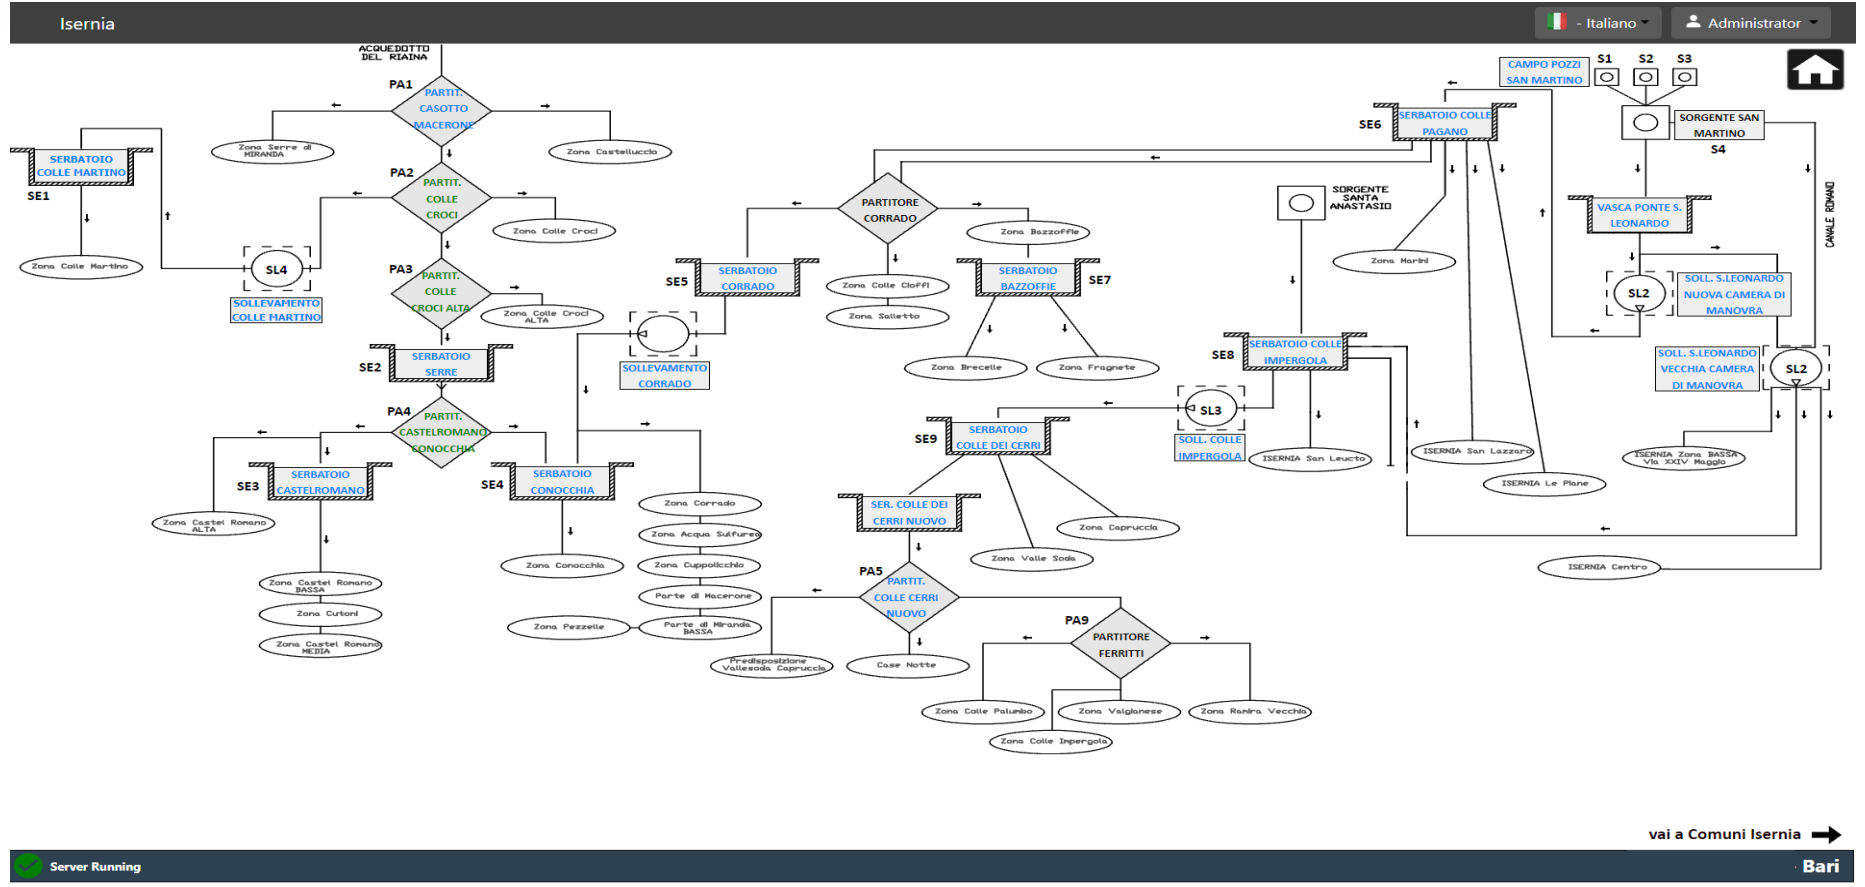 Isernia
- Italiano
Administrator
ACQUEDOTTO
DEL RIAINA
PA1
PARTIT.
CASOTTO
MACERONE
Zona Serre di
MIRANDA
Zona Castelluccio
SERBATOIO
COLLE MARTINO
SE1
Zona Colle Martino
PA2
PARTIT.
COLLE
CROCI
Zona Colle Croci
SL4
SOLLEVAMENTO
COLLE MARTINO
PA3
PARTIT.
COLLE
CROCI ALTA
Zona Colle Croci
ALTA
SE2
SERBATOIO
SERRE
PA4
PARTIT.
CASTELROMANO
CONOCCHIA
SE3
SERBATOIO
CASTELROMANO
SE4
SERBATOIO
CONOCCHIA
Zona Castel Romano
ALTA
Zona Castel Romano
BASSA
Zona Cutoni
Zona Castel Romano
MEDIA
Zona Conocchia
Zona Corrado
Zona Acqua Sulfurea
Zona Cuppolicchio
Parte di Macerone
Parte di Miranda
BASSA
Zona Pezzelle
SE5
SERBATOIO
CORRADO
SOLLEVAMENTO
CORRADO
PARTITORE
CORRADO
Zona Bazzoffie
Zona Colle Cioffi
Zona Salletto
SERBATOIO
BAZZOFFIE
SE7
Zona Brecelle
Zona Fragnete
SE6
SERBATOIO COLLE
PAGANO
CAMPO POZZI
SAN MARTINO
S1
S2
S3
SORGENTE SAN
MARTINO
S4
SORGENTE
SANTA
ANASTASIO
Zona Marini
VASCA PONTE S.
LEONARDO
CANALE ROMANO
SL2
SOLL. S.LEONARDO
NUOVA CAMERA DI
MANOVRA
SOLL. S.LEONARDO
VECCHIA CAMERA
DI MANOVRA
SL2
SE8
SERBATOIO COLLE
IMPERGOLA
SL3
SOLL. COLLE
IMPERGOLA
SE9
SERBATOIO
COLLE DEI CERRI
ISERNIA San Leucto
ISERNIA San Lazzaro
ISERNIA Le Piane
ISERNIA Zona BASSA
Via XXIV Maggio
ISERNIA Centro
SER. COLLE DEI
CERRI NUOVO
Zona Capruccia
Zona Valle Soda
PA5
PARTIT.
COLLE CERRI
NUOVO
PA9
PARTITORE
FERRITTI
Predisposizione
Vallesoda Capruccia
Case Notte
Zona Colle Palumbo
Zona Valgianese
Zona Ramira Vecchia
Zona Colle Impergola
vai a Comuni Isernia
Server Running
Bari